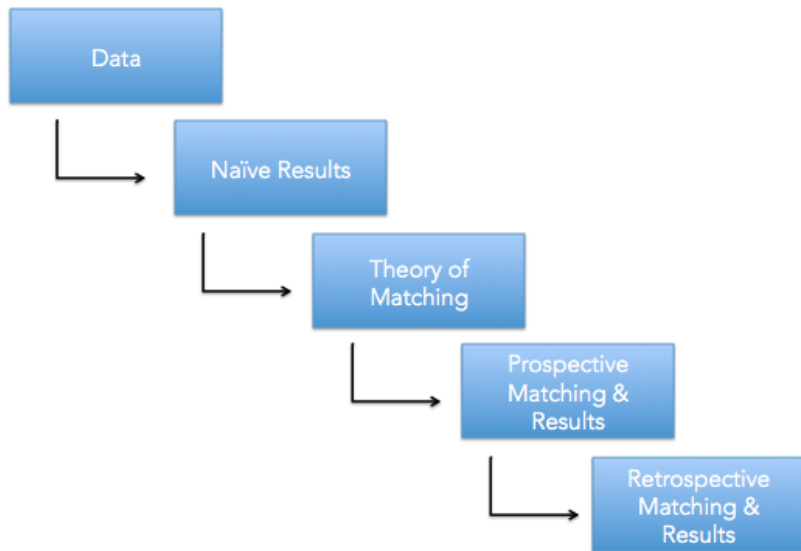 Data
Naïve Results
Theory of
Matching
Prospective
Matching &
Results
Retrospective
Matching &
Results